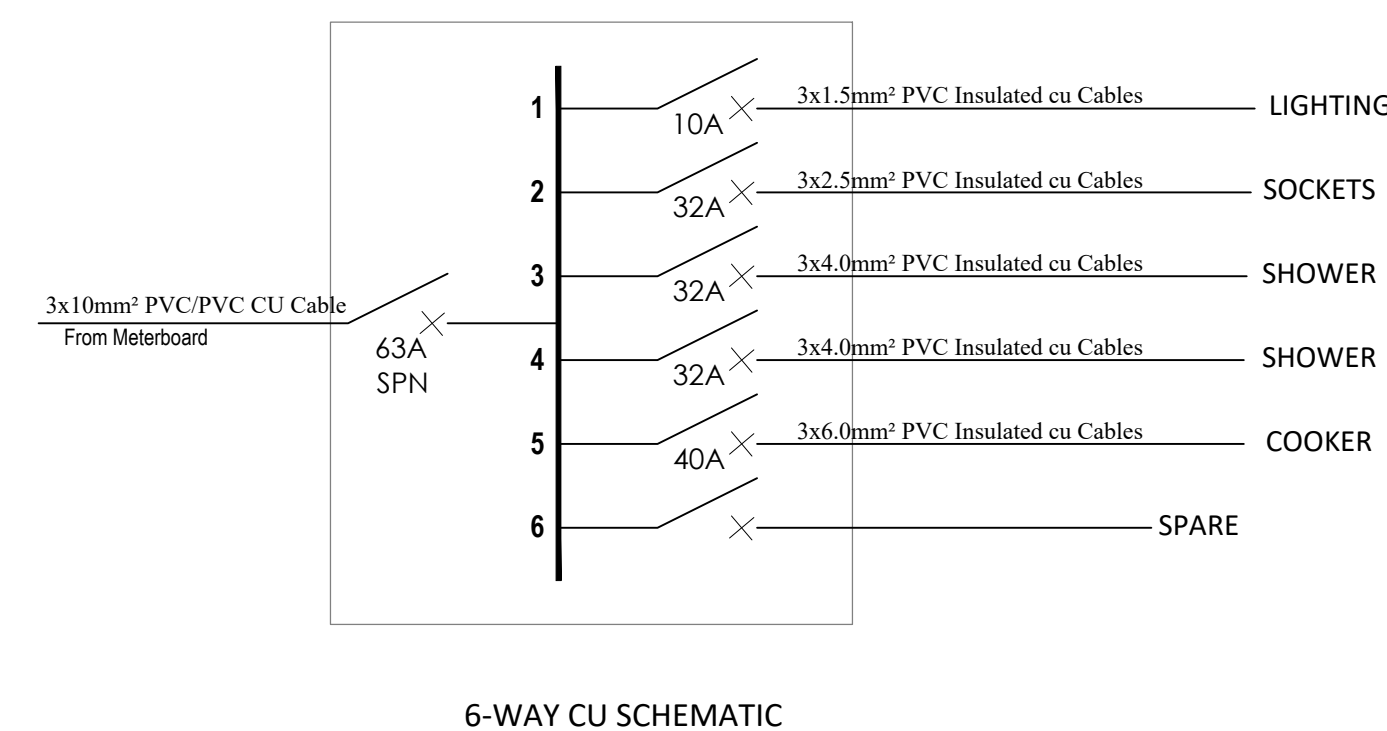 1
10A
3x1.5mm² PVC Insulated cu Cables
LIGHTING
2
32A
3x2.5mm² PVC Insulated cu Cables
SOCKETS
3
32A
3x4.0mm² PVC Insulated cu Cables
SHOWER
3x10mm² PVC/PVC CU Cable
From Meterboard
63A
SPN
4
32A
3x4.0mm² PVC Insulated cu Cables
SHOWER
5
40A
3x6.0mm² PVC Insulated cu Cables
COOKER
6
SPARE
6-WAY CU SCHEMATIC